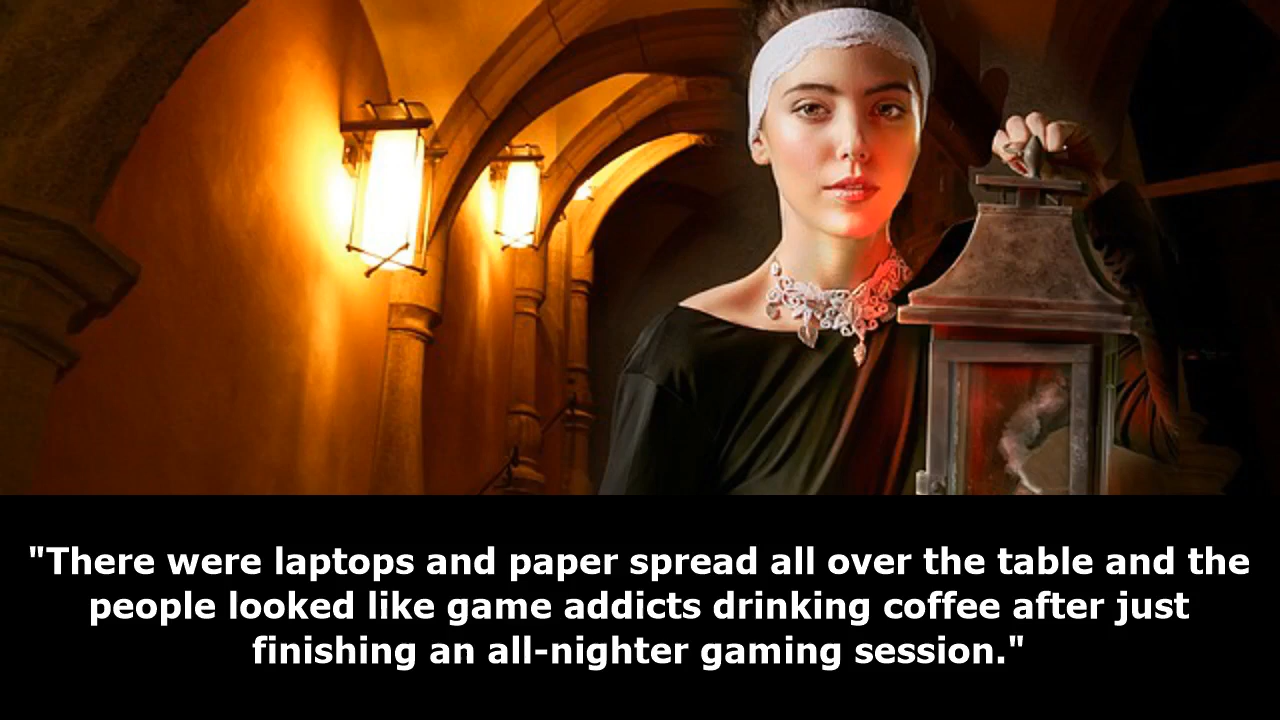 "There were laptops and paper spread all over the table and the
people looked like game addicts drinking coffee after just
finishing an all-nighter gaming session."